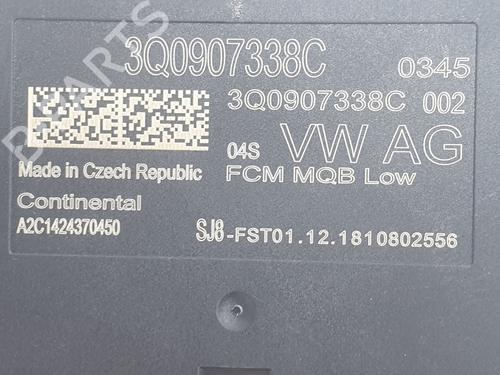 3Q0907338C 0345
3Q0907338C 002
04S VW AG
Made in Czech Republic FCM MQB Low
Continental
A2C1424370450 SJ8-FST01.12.1810802556